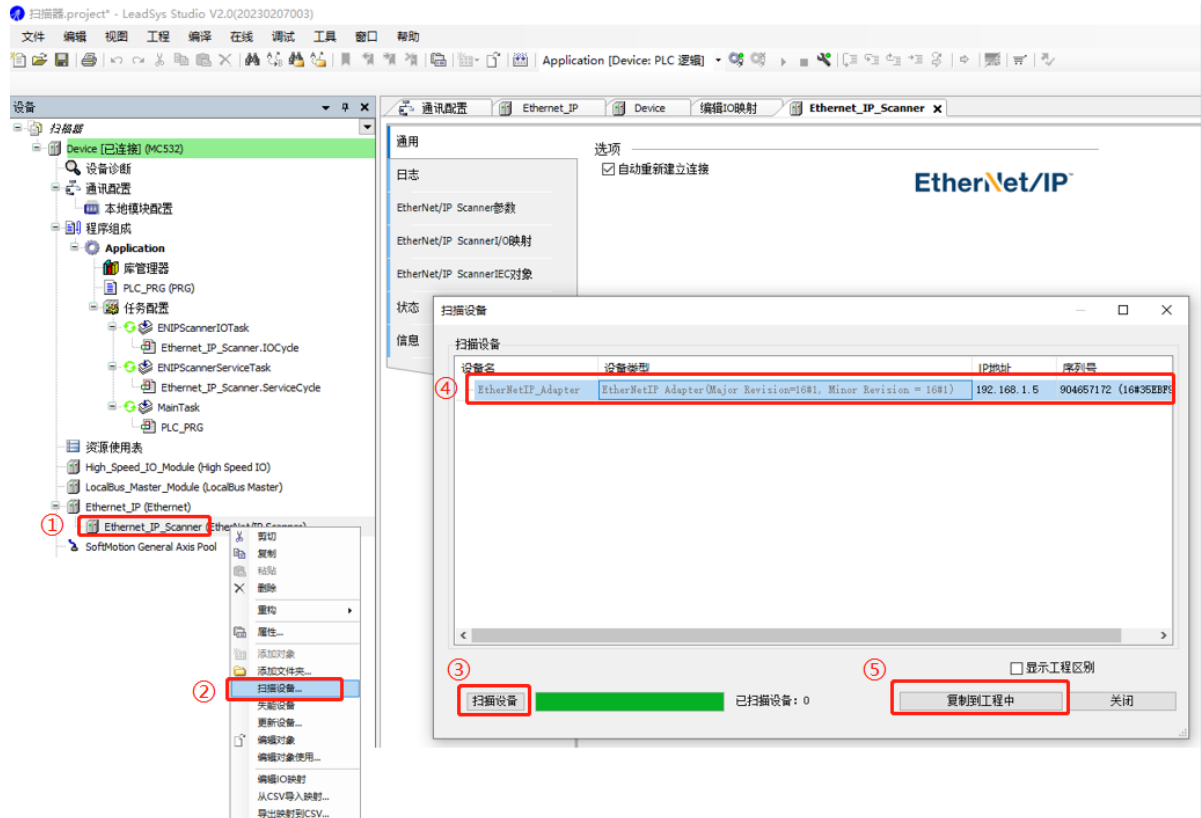 扫描器.project* - LeadSys Studio V2.0(20230207003)
文件 编辑 视图 工程 编译 在线 调试 工具 窗口 帮助
Application [Device: PLC 逻辑]
设备
通讯配置 Ethernet_IP Device 编辑IO映射 Ethernet_IP_Scanner
扫描器
Device [已连接] (MC532)
设备诊断
通讯配置
本地模块配置
程序组成
Application
库管理器
PLC_PRG (PRG)
任务配置
ENIPScannerIOTask
Ethernet_IP_Scanner.IOCycle
ENIPScannerServiceTask
Ethernet_IP_Scanner.ServiceCycle
MainTask
PLC_PRG
资源使用表
High_Speed_IO_Module (High Speed IO)
LocalBus_Master_Module (LocalBus Master)
Ethernet_IP (Ethernet)
① Ethernet_IP_Scanner (EtherNet/IP Scanner)
SoftMotion General Axis Pool
剪切
复制
粘贴
删除
重构
属性...
添加对象
添加文件夹...
② 扫描设备...
失能设备
更新设备...
编辑对象
编辑对象使用...
编辑IO映射
从CSV导入映射...
导出映射到CSV...
通用
日志
EtherNet/IP Scanner参数
EtherNet/IP ScannerI/O映射
EtherNet/IP ScannerIEC对象
状态
信息
选项
自动重新建立连接
EtherNet/IP
扫描设备
扫描设备
设备名 设备类型 IP地址 序列号
④ EtherNetIP_Adapter EtherNetIP Adapter(Major Revision=16#1, Minor Revision = 16#1) 192.168.1.5 904657172 (16#35EBF9
③ ⑤ 显示工程区别
扫描设备 已扫描设备: 0 复制到工程中 关闭